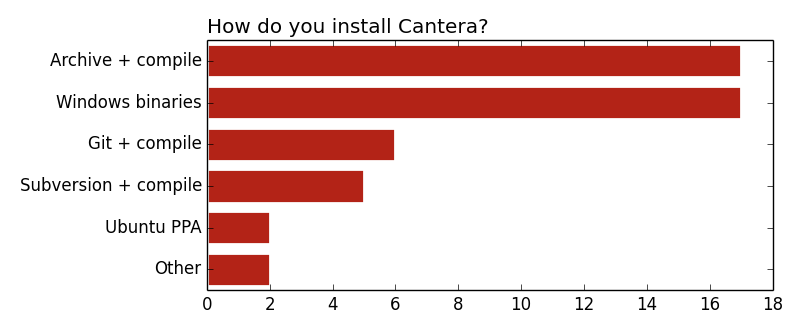 How do you install Cantera?
Archive + compile
Windows binaries
Git + compile
Subversion + compile
Ubuntu PPA
Other
0 2 4 6 8 10 12 14 16 18